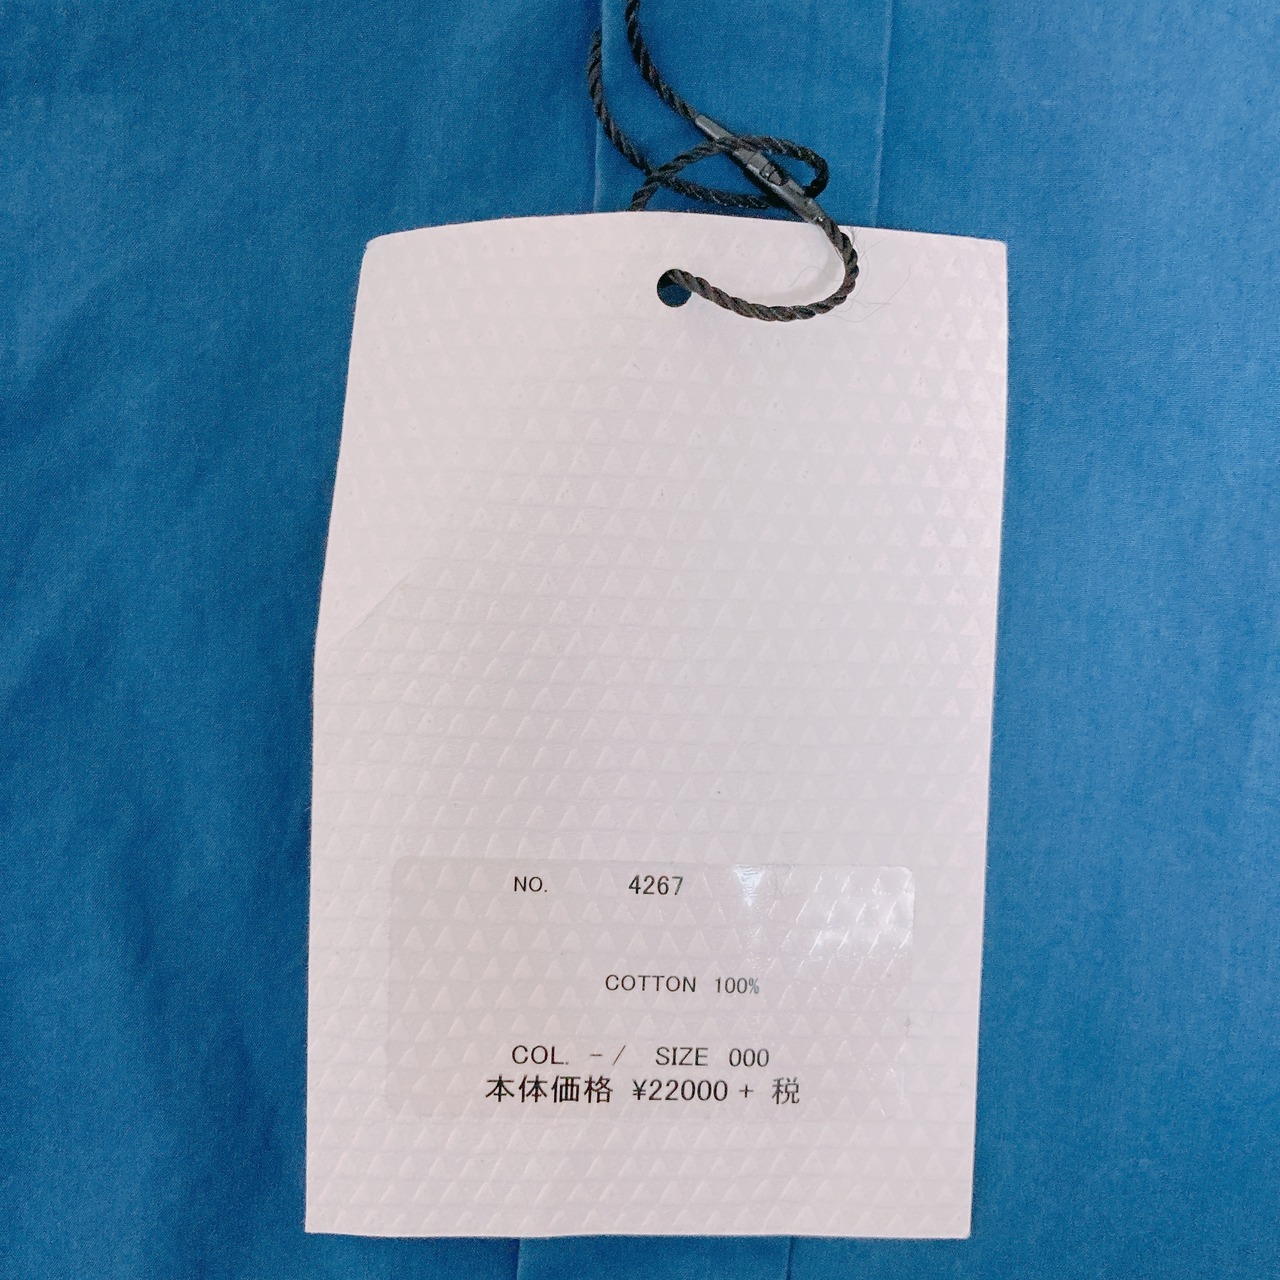 NO. 4267
COTTON 100%
COL. - / SIZE 000
本体価格 ¥22000 + 税